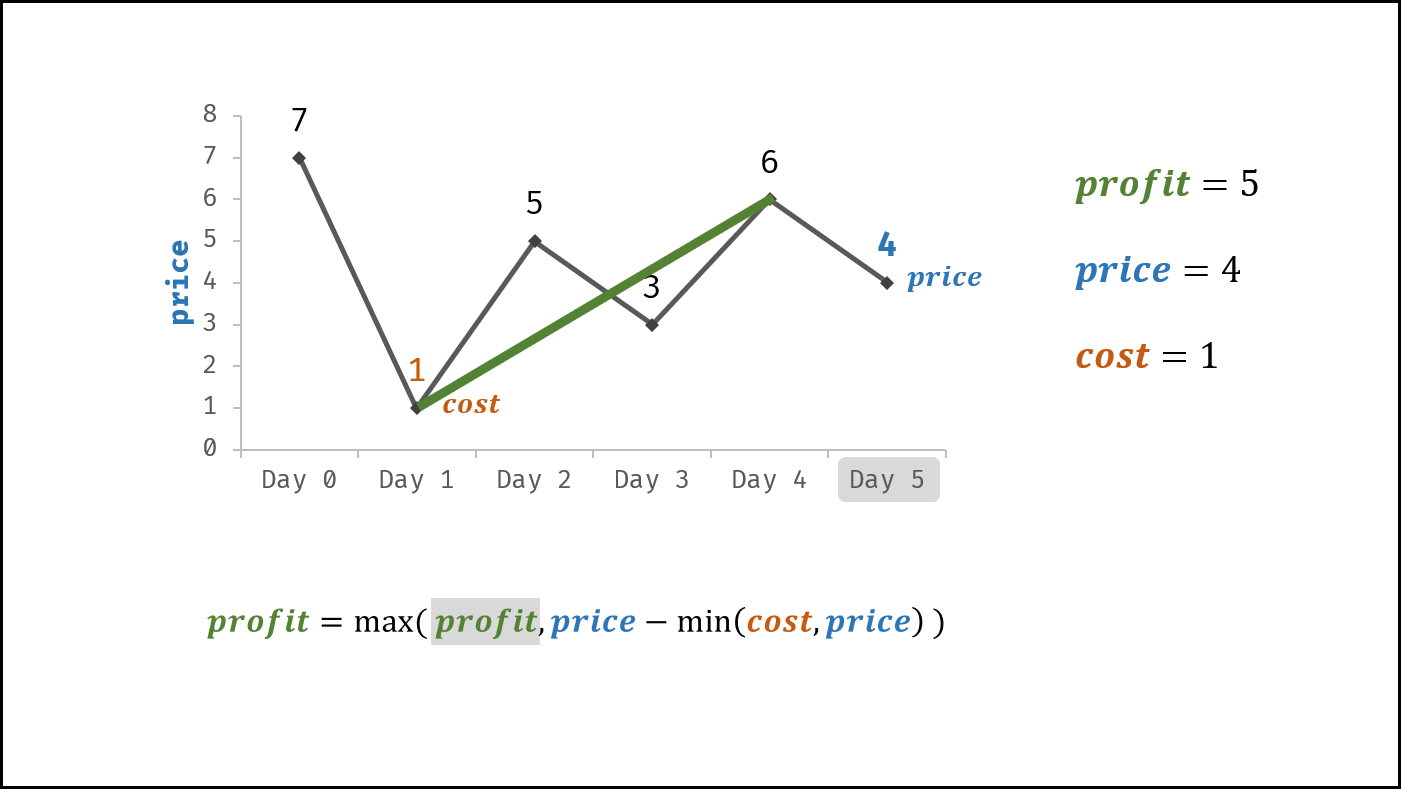 8
7
6
5
4
3
2
1
0
price
7
1
cost
5
3
6
4
price
Day 0 Day 1 Day 2 Day 3 Day 4 Day 5
profit = 5
price = 4
cost = 1
profit = max( profit, price − min(cost, price) )